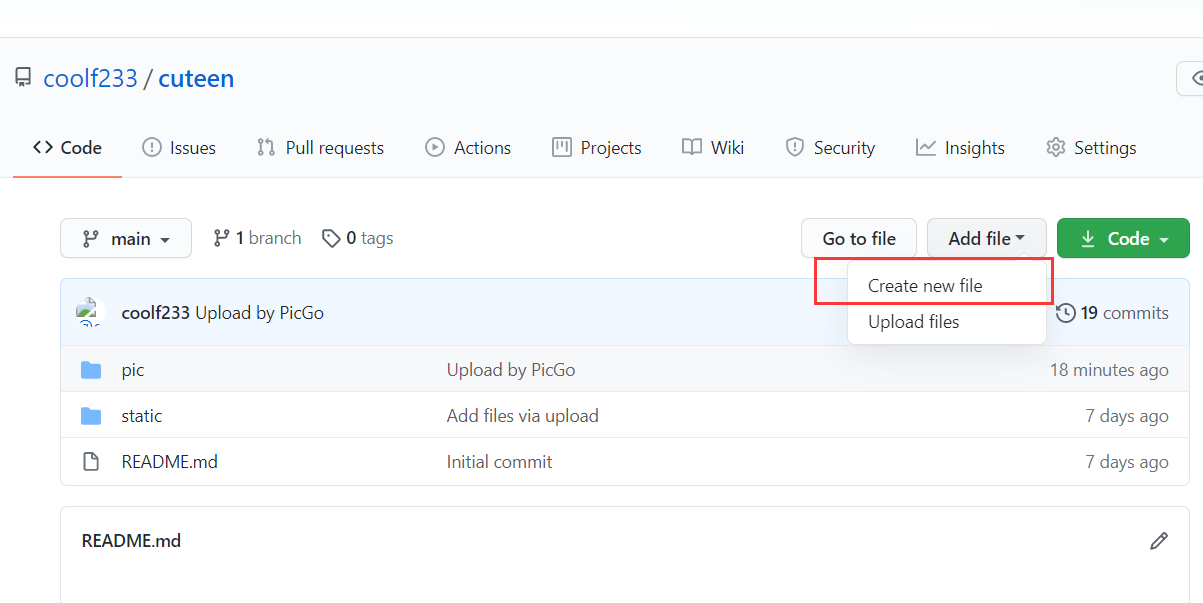 coolf233 / cuteen
Code Issues Pull requests Actions Projects Wiki Security Insights Settings
main 1 branch 0 tags Go to file Add file Code
Create new file
Upload files
coolf233 Upload by PicGo 19 commits
pic Upload by PicGo 18 minutes ago
static Add files via upload 7 days ago
README.md Initial commit 7 days ago
README.md